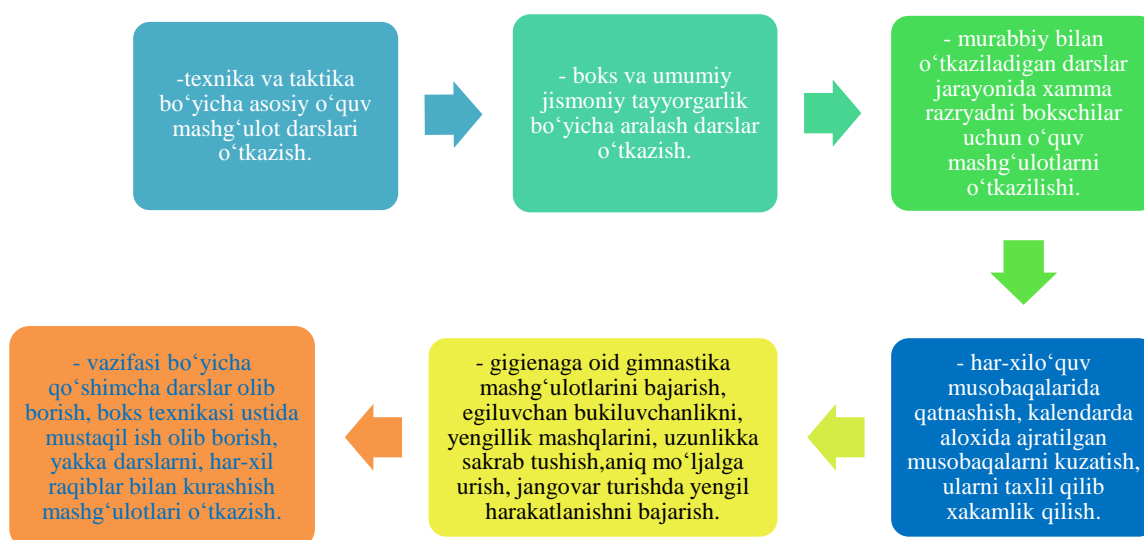 -texnika va taktika
bo‘yicha asosiy o‘quv
mashg‘ulot darslari
o‘tkazish.
- boks va umumiy
jismoniy tayyorgarlik
bo‘yicha aralash darslar
o‘tkazish.
- murabbiy bilan
o‘tkaziladigan darslar
jarayonida xamma
razryadni bokschilar
uchun o‘quv
mashg‘ulotlarni
o‘tkazilishi.
- har-xilo‘quv
musobaqalarida
qatnashish, kalendarda
aloxida ajratilgan
musobaqalarni kuzatish,
ularni taxlil qilib
xakamlik qilish.
- gigienaga oid gimnastika
mashg‘ulotlarini bajarish,
egiluvchan bukiluvchanlikni,
yengillik mashqlarini, uzunlikka
sakrab tushish,aniq mo‘ljalga
urish, jangovar turishda yengil
harakatlanishni bajarish.
- vazifasi bo‘yicha
qo‘shimcha darslar olib
borish, boks texnikasi ustida
mustaqil ish olib borish,
yakka darslarni, har-xil
raqiblar bilan kurashish
mashg‘ulotlari o‘tkazish.